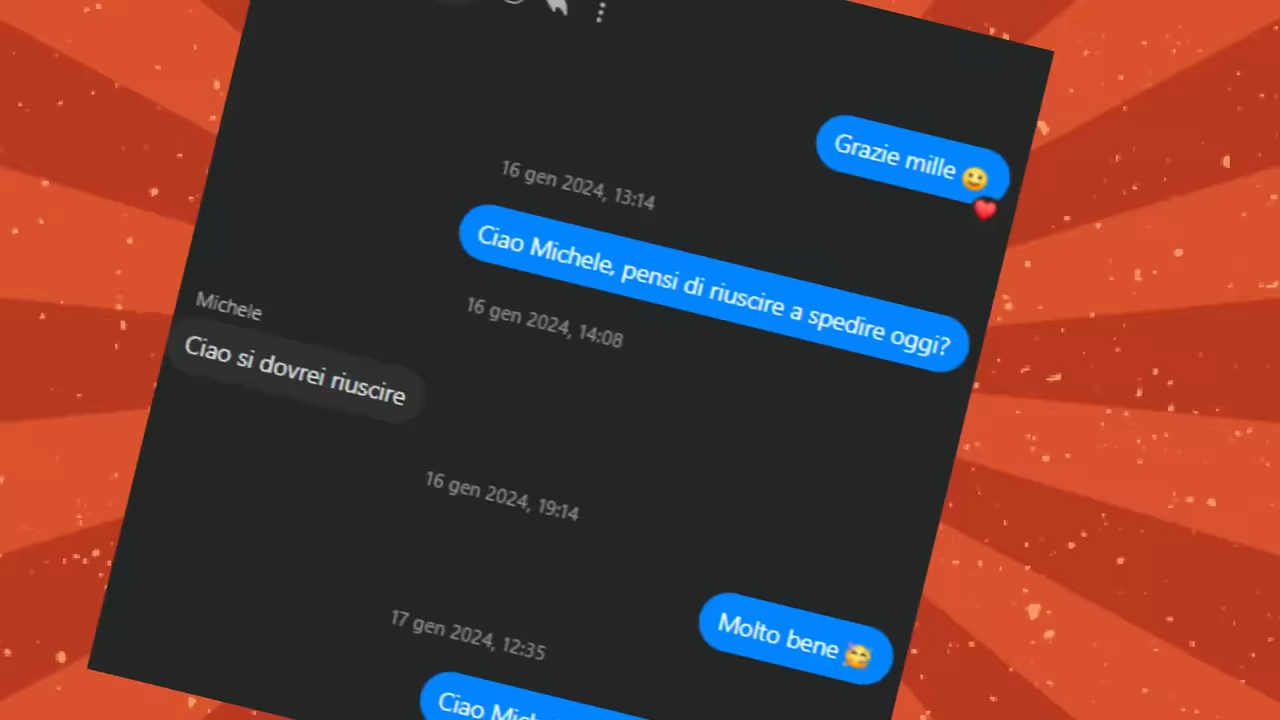 Grazie mille 😉
16 gen 2024, 13:14
Ciao Michele, pensi di riuscire a spedire oggi?
16 gen 2024, 14:08
Michele
Ciao si dovrei riuscire
16 gen 2024, 19:14
Molto bene 🥳
17 gen 2024, 12:35
Ciao